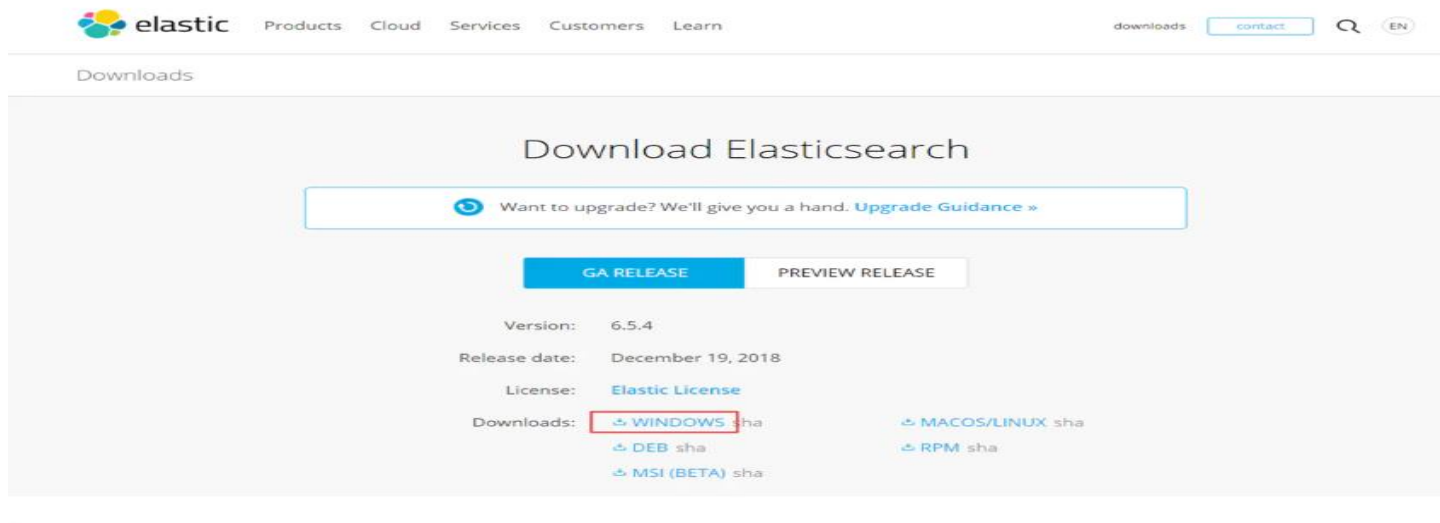 elastic Products Cloud Services Customers Learn downloads contact EN
Downloads
Download Elasticsearch
Want to upgrade? We'll give you a hand. Upgrade Guidance »
GA RELEASE PREVIEW RELEASE
Version: 6.5.4
Release date: December 19, 2018
License: Elastic License
Downloads: WINDOWS sha MACOS/LINUX sha
DEB sha RPM sha
MSI (BETA) sha